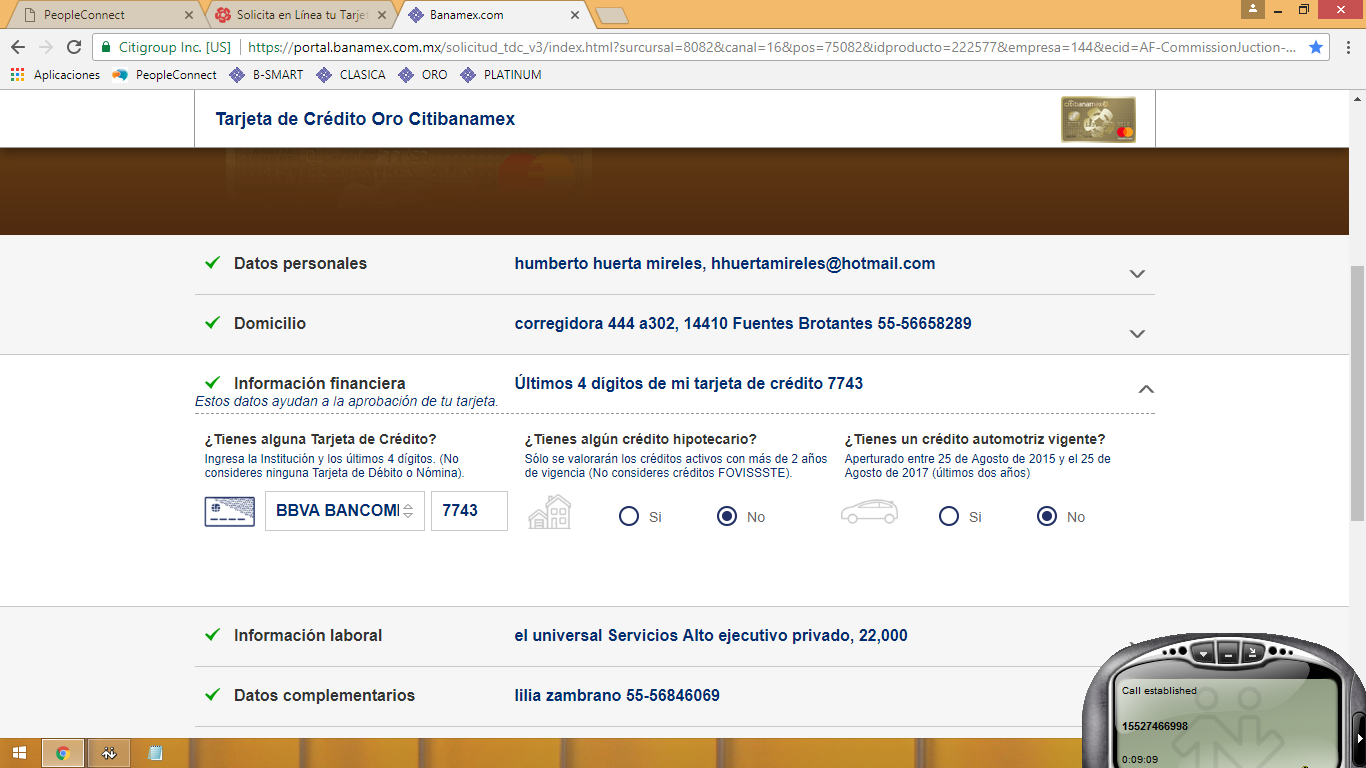 PeopleConnect
Solicita en Línea tu Tarjet
Banamex.com
Citigroup Inc. [US]
https://portal.banamex.com.mx/solicitud_tdc_v3/index.html?surcursal=8082&canal=16&pos=75082&idproducto=222577&empresa=144&ecid=AF-CommissionJuction-...
Aplicaciones PeopleConnect B-SMART CLASICA ORO PLATINUM
Tarjeta de Crédito Oro Citibanamex
Datos personales humberto huerta mireles, hhuertamireles@hotmail.com
Domicilio corregidora 444 a302, 14410 Fuentes Brotantes 55-56658289
Información financiera Últimos 4 dígitos de mi tarjeta de crédito 7743
Estos datos ayudan a la aprobación de tu tarjeta.
¿Tienes alguna Tarjeta de Crédito?
Ingresa la Institución y los últimos 4 dígitos. (No
consideres ninguna Tarjeta de Débito o Nómina).
BBVA BANCOM 7743
¿Tienes algún crédito hipotecario?
Sólo se valorarán los créditos activos con más de 2 años
de vigencia (No consideres créditos FOVISSSTE).
Si No
¿Tienes un crédito automotriz vigente?
Aperturado entre 25 de Agosto de 2015 y el 25 de
Agosto de 2017 (últimos dos años)
Si No
Información laboral el universal Servicios Alto ejecutivo privado, 22,000
Datos complementarios lilia zambrano 55-56846069
Call established
15527466998
0:09:09